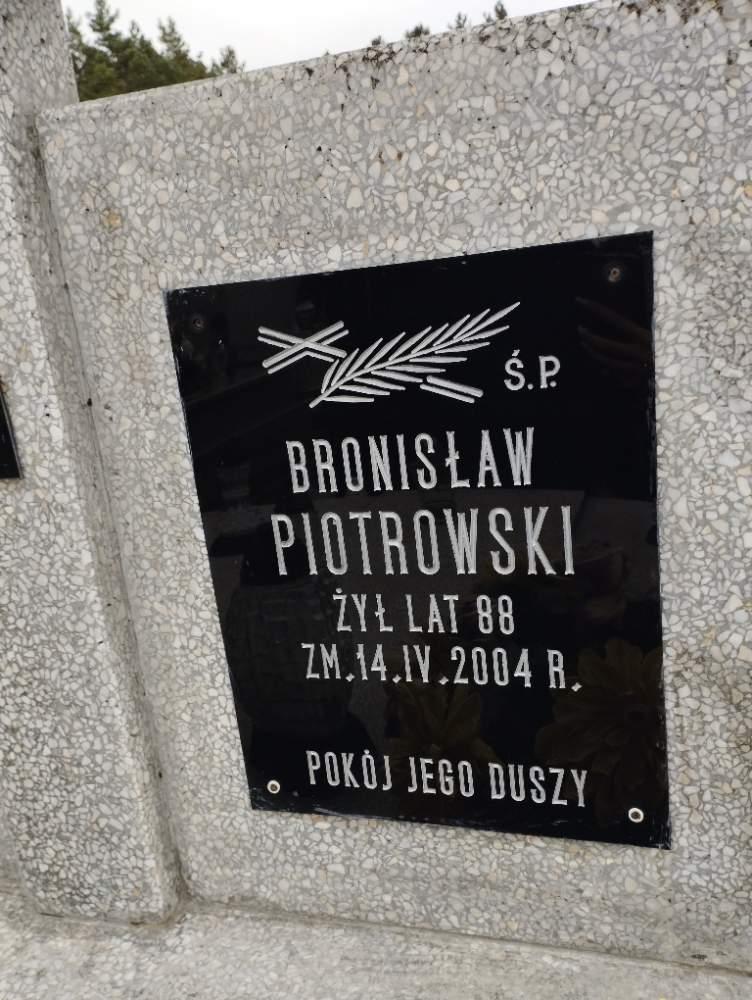 Ś.P.
BRONISŁAW
PIOTROWSKI
ŻYŁ LAT 88
ZM.14.IV.2004 R.
POKÓJ JEGO DUSZY